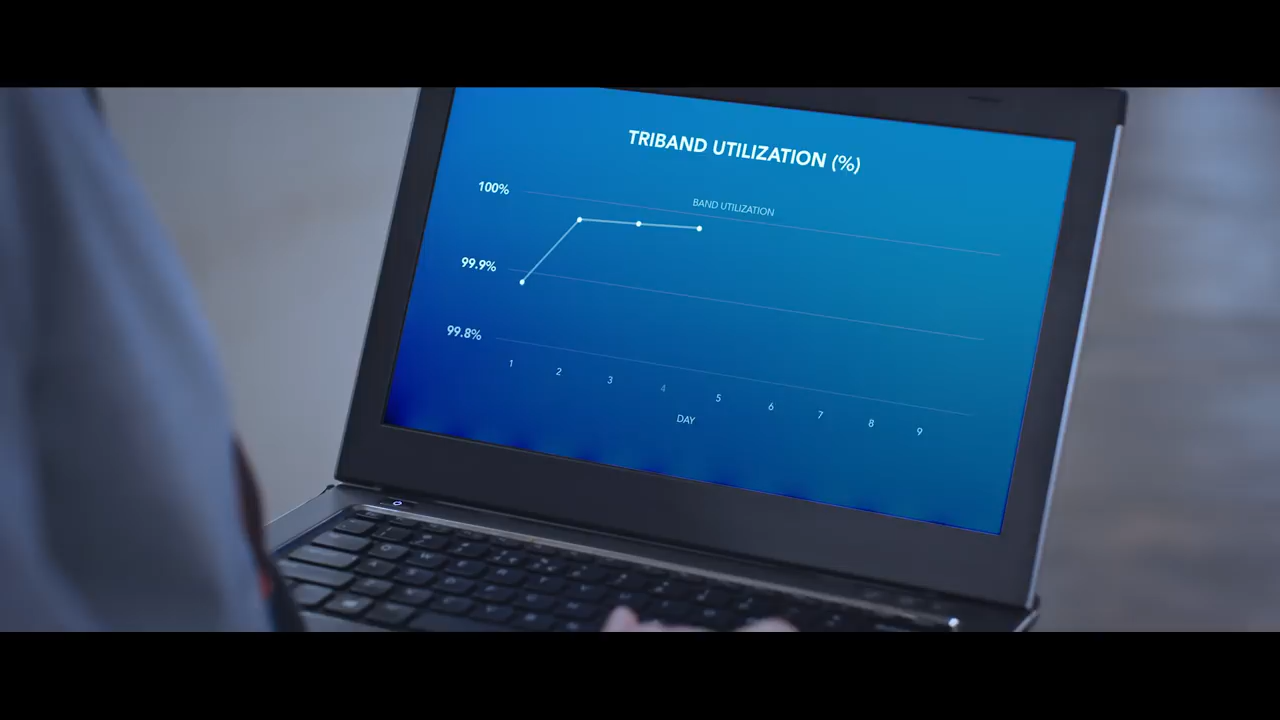 TRIBAND UTILIZATION (%)
100%
BAND UTILIZATION
99.9%
99.8%
1 2 3 4 5 6 7 8 9
DAY